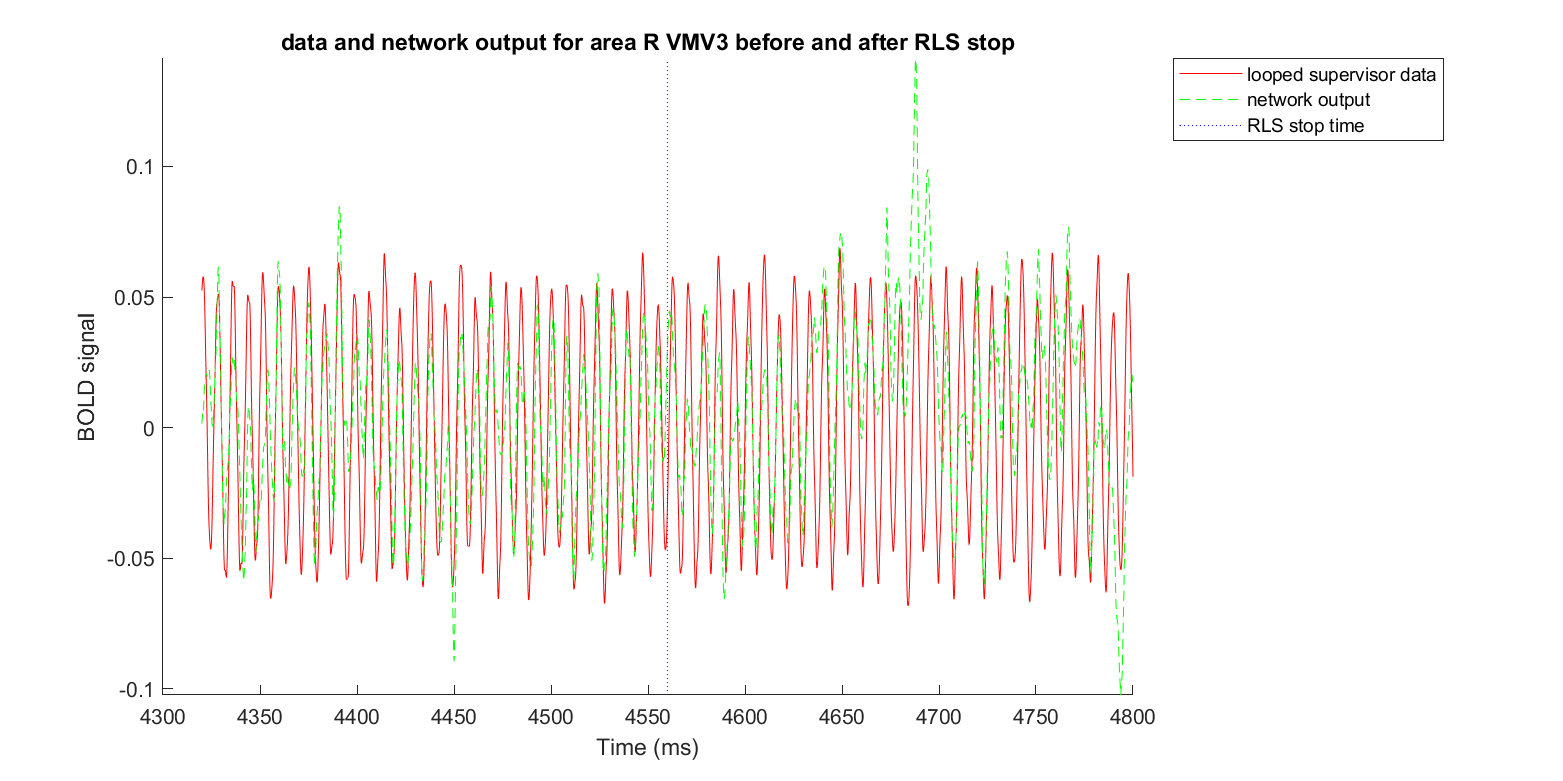 data and network output for area R VMV3 before and after RLS stop
looped supervisor data
network output
RLS stop time
0.1
0.05
0
-0.05
-0.1
BOLD signal
4300 4350 4400 4450 4500 4550 4600 4650 4700 4750 4800
Time (ms)